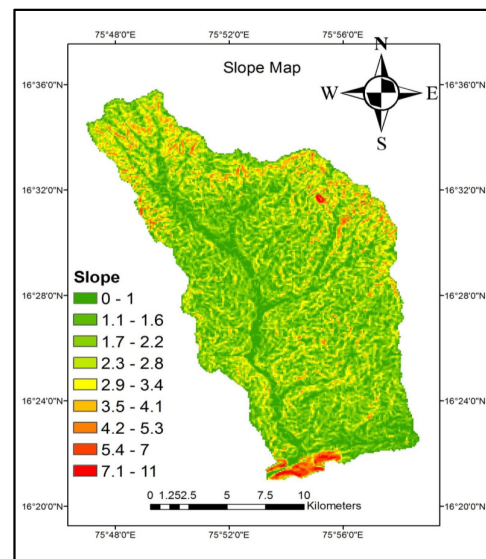 75°48'0"E 75°52'0"E 75°56'0"E
Slope Map
N
W E
S
16°36'0"N 16°36'0"N
16°32'0"N 16°32'0"N
16°28'0"N 16°28'0"N
16°24'0"N 16°24'0"N
16°20'0"N 16°20'0"N
Slope
0 - 1
1.1 - 1.6
1.7 - 2.2
2.3 - 2.8
2.9 - 3.4
3.5 - 4.1
4.2 - 5.3
5.4 - 7
7.1 - 11
0 1.252.5 5 7.5 10
Kilometers
75°48'0"E 75°52'0"E 75°56'0"E